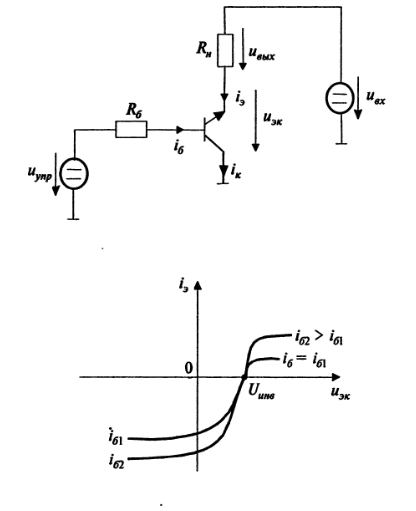 Rн
uвых
iэ
uвх
Rб
uэк
iб
iк
uупр
iэ
iб2 > iб1
iб = iб1
0
Uинв
uэк
iб1
iб2